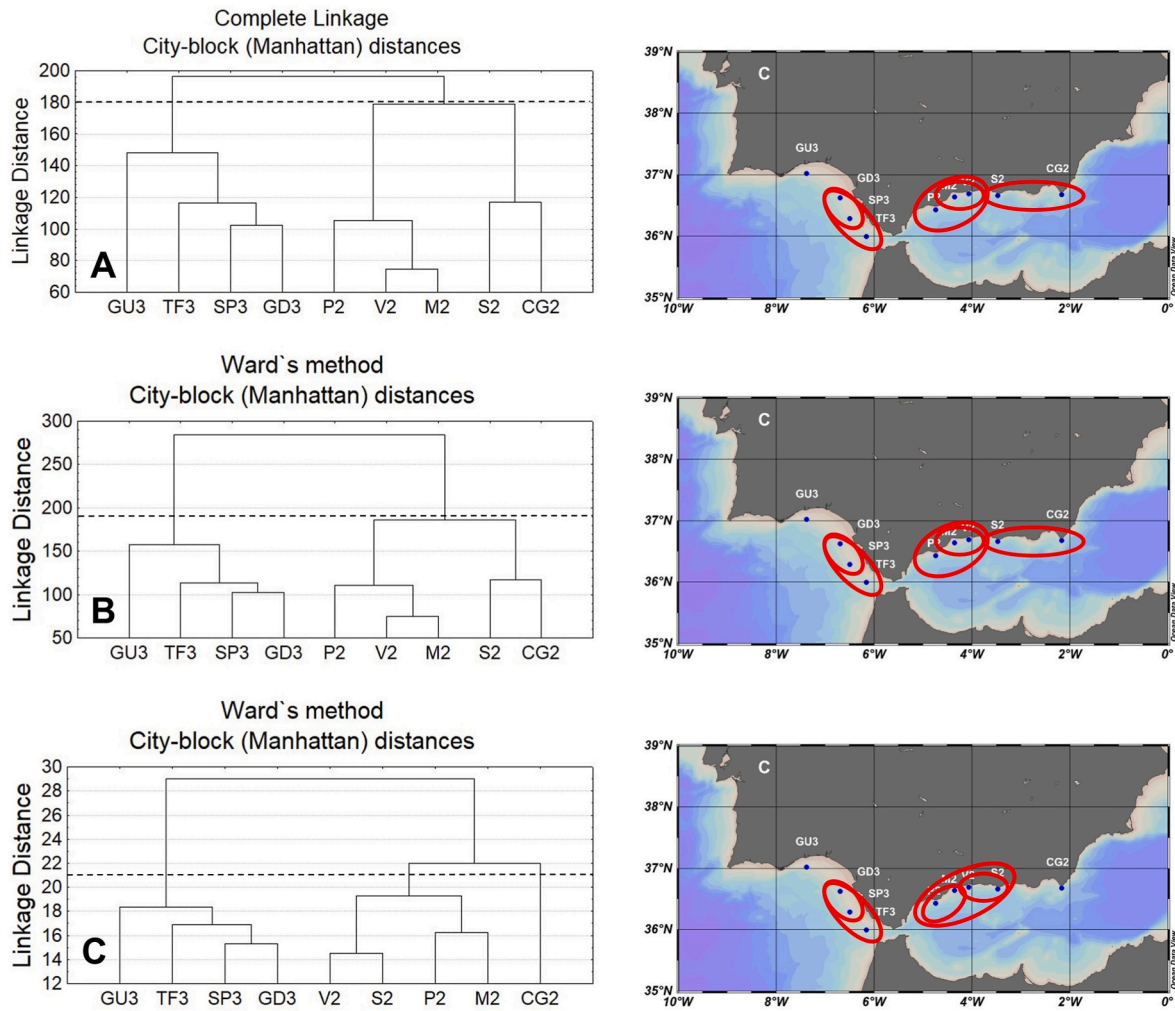 Complete Linkage
City-block (Manhattan) distances
Linkage Distance
200
180
160
140
120
100
80
60
A
GU3 TF3 SP3 GD3 P2 V2 M2 S2 CG2
39°N
38°N
37°N
36°N
35°N
C
GU3
GD3
SP3
TF3
M2
S2
CG2
10°W 8°W 6°W 4°W 2°W 0°
Ocean Data View
Ward`s method
City-block (Manhattan) distances
Linkage Distance
300
250
200
150
100
50
B
GU3 TF3 SP3 GD3 P2 V2 M2 S2 CG2
39°N
38°N
37°N
36°N
35°N
C
GU3
GD3
SP3
TF3
M2
S2
CG2
10°W 8°W 6°W 4°W 2°W 0°
Ocean Data View
Ward`s method
City-block (Manhattan) distances
Linkage Distance
30
28
26
24
22
20
18
16
14
12
C
GU3 TF3 SP3 GD3 V2 S2 P2 M2 CG2
39°N
38°N
37°N
36°N
35°N
C
GU3
GD3
SP3
TF3
M2
S2
CG2
10°W 8°W 6°W 4°W 2°W 0°
Ocean Data View